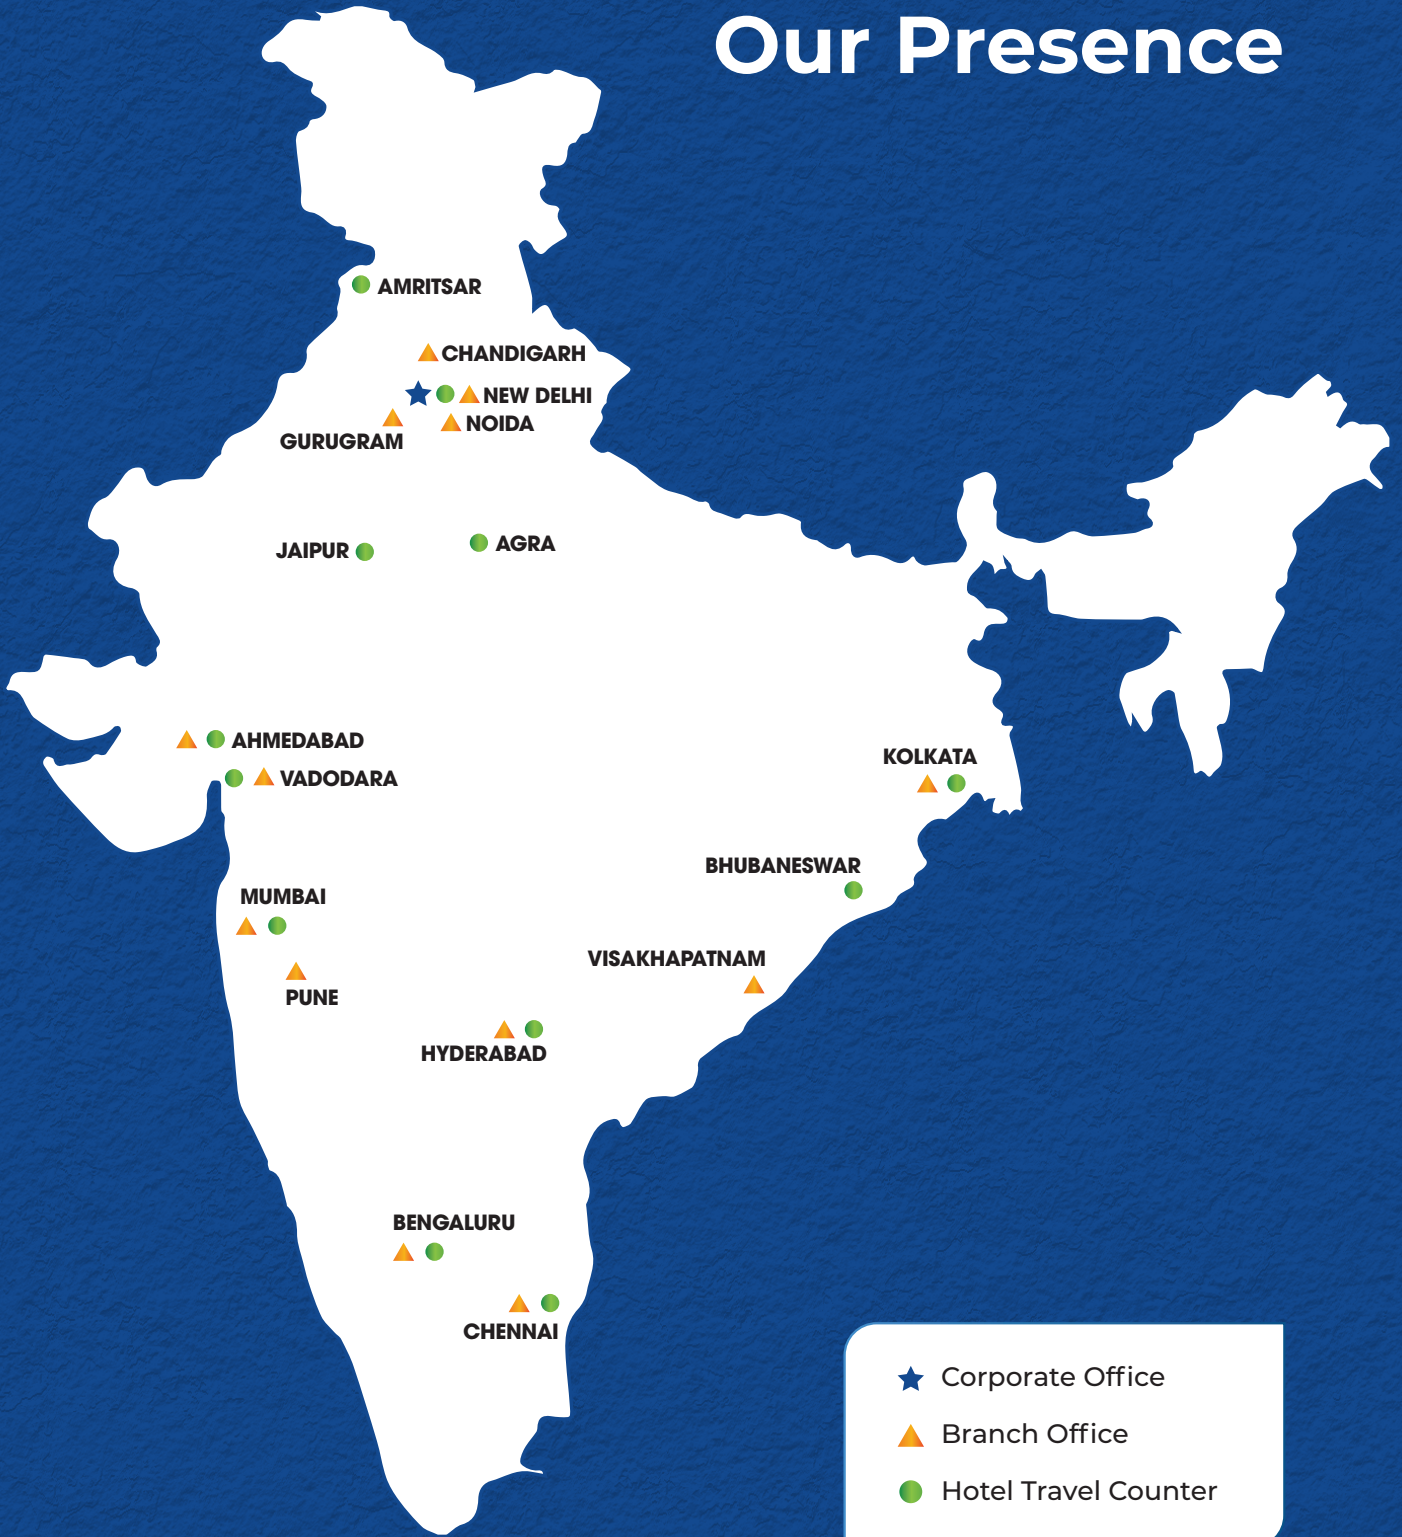 Our Presence
AMRITSAR
CHANDIGARH
NEW DELHI
NOIDA
GURUGRAM
JAIPUR
AGRA
AHMEDABAD
VADODARA
KOLKATA
BHUBANESWAR
MUMBAI
VISAKHAPATNAM
PUNE
HYDERABAD
BENGALURU
CHENNAI
Corporate Office
Branch Office
Hotel Travel Counter